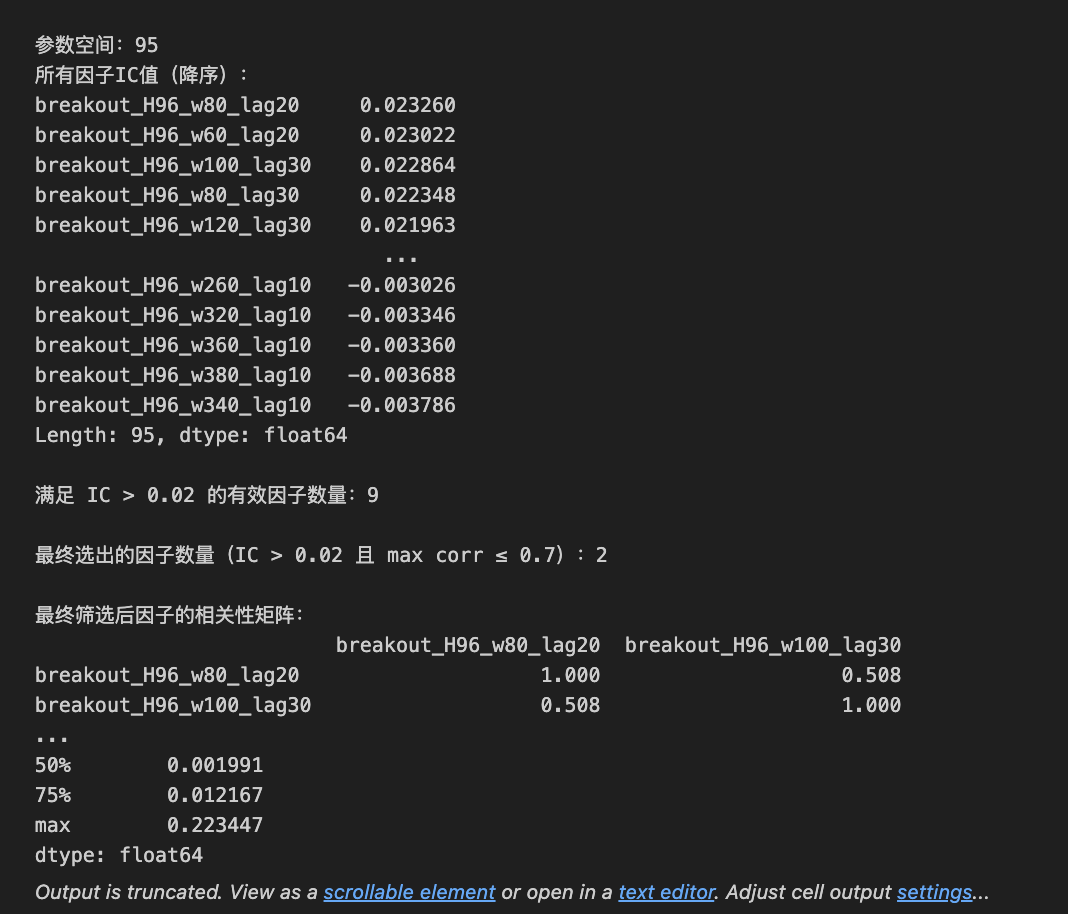 参数空间：95
所有因子IC值（降序）：
breakout_H96_w80_lag20     0.023260
breakout_H96_w60_lag20     0.023022
breakout_H96_w100_lag30    0.022864
breakout_H96_w80_lag30     0.022348
breakout_H96_w120_lag30    0.021963
...
breakout_H96_w260_lag10   -0.003026
breakout_H96_w320_lag10   -0.003346
breakout_H96_w360_lag10   -0.003360
breakout_H96_w380_lag10   -0.003688
breakout_H96_w340_lag10   -0.003786
Length: 95, dtype: float64
满足 IC > 0.02 的有效因子数量：9
最终选出的因子数量（IC > 0.02 且 max corr ≤ 0.7）：2
最终筛选后因子的相关性矩阵：
breakout_H96_w80_lag20  breakout_H96_w100_lag30
breakout_H96_w80_lag20                    1.000                    0.508
breakout_H96_w100_lag30                   0.508                    1.000
...
50%        0.001991
75%        0.012167
max        0.223447
dtype: float64
Output is truncated. View as a scrollable element or open in a text editor. Adjust cell output settings...